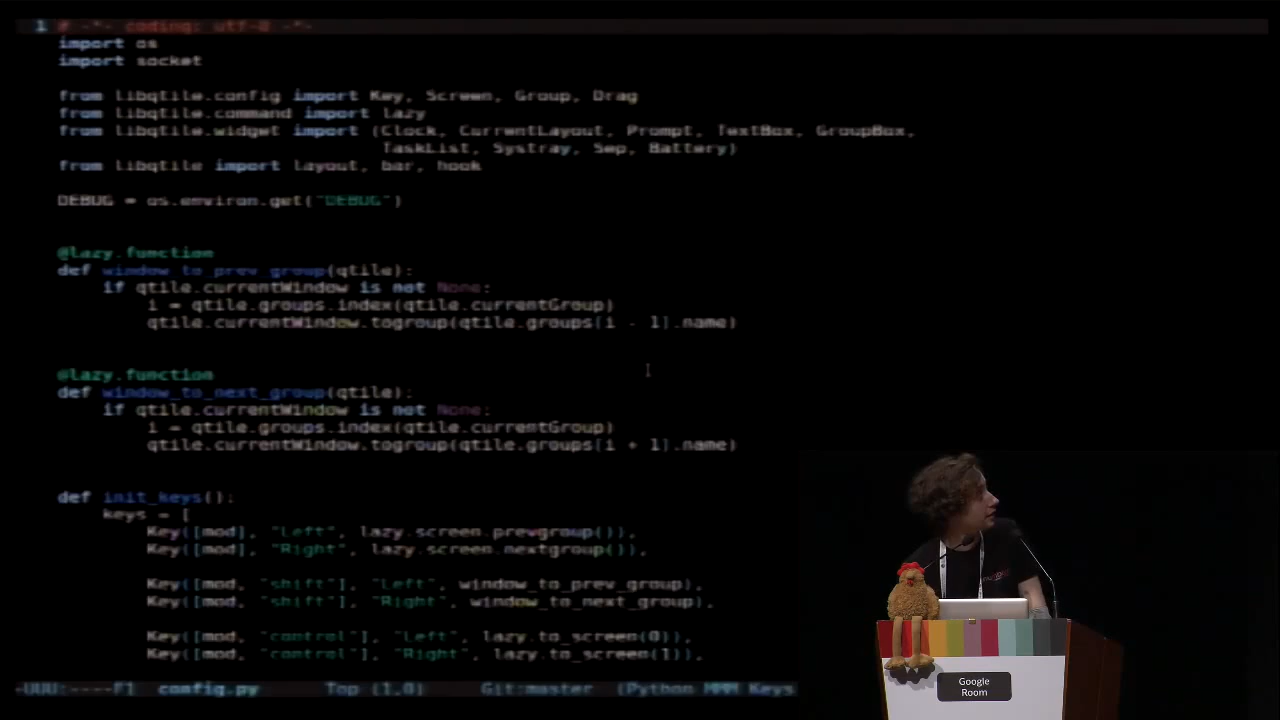 1 # -*- coding: utf-8 -*-
import os
import socket
from libqtile.config import Key, Screen, Group, Drag
from libqtile.command import lazy
from libqtile.widget import (Clock, CurrentLayout, Prompt, TextBox, GroupBox,
TaskList, Systray, Sep, Battery)
from libqtile import layout, bar, hook
DEBUG = os.environ.get("DEBUG")
@lazy.function
def window_to_prev_group(qtile):
if qtile.currentWindow is not None:
i = qtile.groups.index(qtile.currentGroup)
qtile.currentWindow.togroup(qtile.groups[i - 1].name)
@lazy.function
def window_to_next_group(qtile):
if qtile.currentWindow is not None:
i = qtile.groups.index(qtile.currentGroup)
qtile.currentWindow.togroup(qtile.groups[i + 1].name)
def init_keys():
keys = [
Key([mod], "Left", lazy.screen.prevgroup()),
Key([mod], "Right", lazy.screen.nextgroup()),
Key([mod, "shift"], "Left", window_to_prev_group),
Key([mod, "shift"], "Right", window_to_next_group),
Key([mod, "control"], "Left", lazy.to_screen(0)),
Key([mod, "control"], "Right", lazy.to_screen(1)),
-UUU:----F1 config.py Top (1,0) Git:master (Python MMM Keys
Google
Room